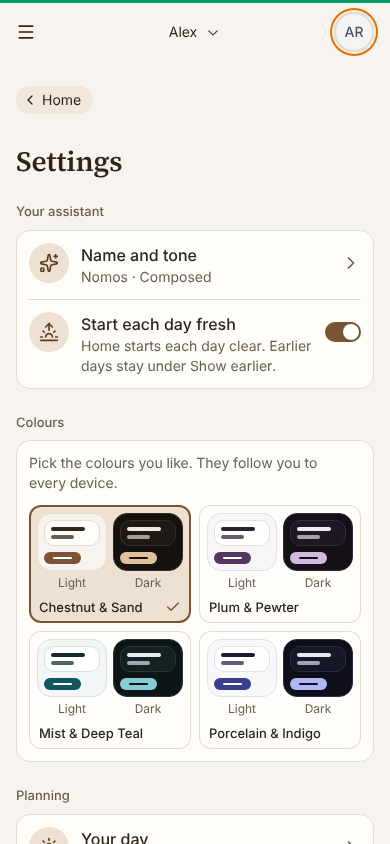 Alex
AR
Home
Settings
Your assistant
Name and tone
Nomos · Composed
Start each day fresh
Home starts each day clear. Earlier
days stay under Show earlier.
Colours
Pick the colours you like. They follow you to
every device.
Light
Dark
Chestnut & Sand
Light
Dark
Plum & Pewter
Light
Dark
Mist & Deep Teal
Light
Dark
Porcelain & Indigo
Planning
Your day